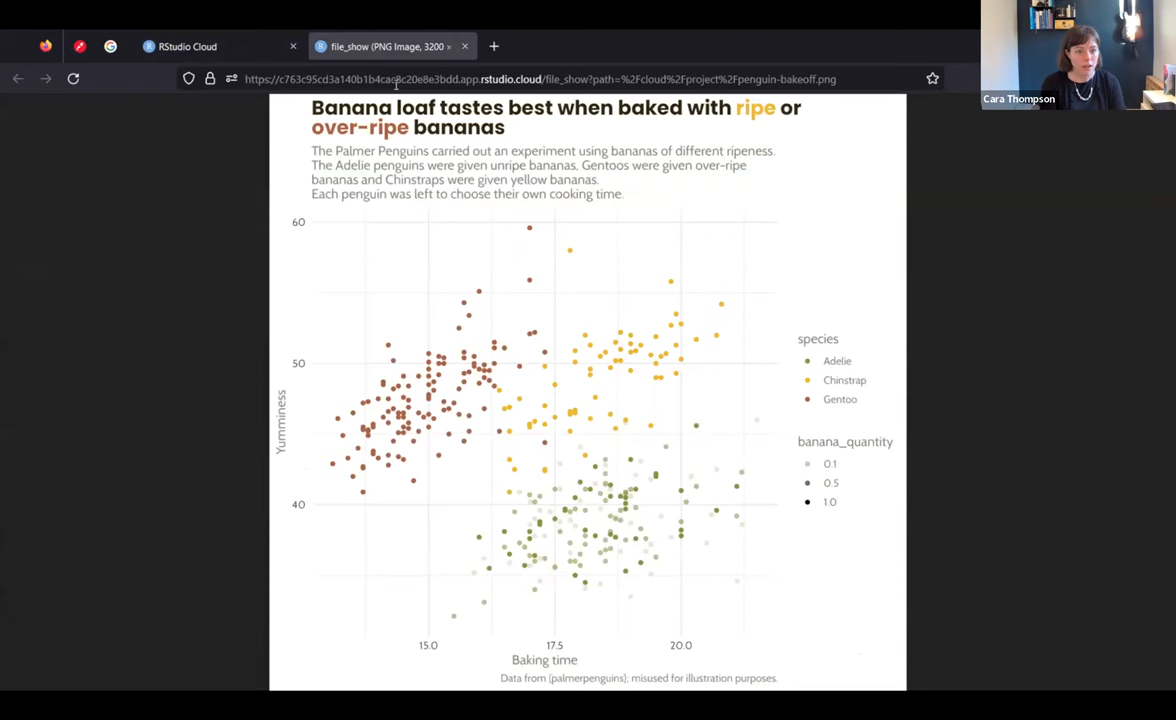 RStudio Cloud
file_show (PNG Image, 3200 ×
https://c763c95cd3a140b1b4cac8c20e8e3bdd.app.rstudio.cloud/file_show?path=%2Fcloud%2Fproject%2Fpenguin-bakeoff.png
Cara Thompson
Banana loaf tastes best when baked with ripe or
over-ripe bananas
The Palmer Penguins carried out an experiment using bananas of different ripeness.
The Adelie penguins were given unripe bananas, Gentoos were given over-ripe
bananas and Chinstraps were given yellow bananas.
Each penguin was left to choose their own cooking time.
60
50
40
Yumminess
15.0
17.5
20.0
Baking time
species
Adelie
Chinstrap
Gentoo
banana_quantity
0.1
0.5
1.0
Data from {palmerpenguins}; misused for illustration purposes.